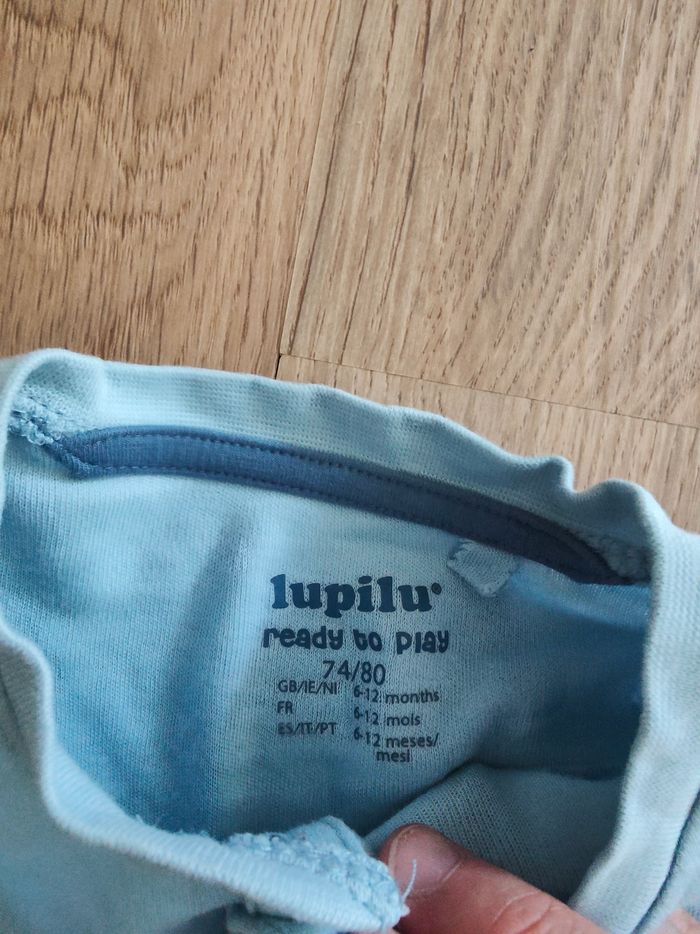 lupilu®
ready to play
74/80
GB/IE/NI 6-12 months
FR 6-12 mois
ES/IT/PT 6-12 meses/
mesi